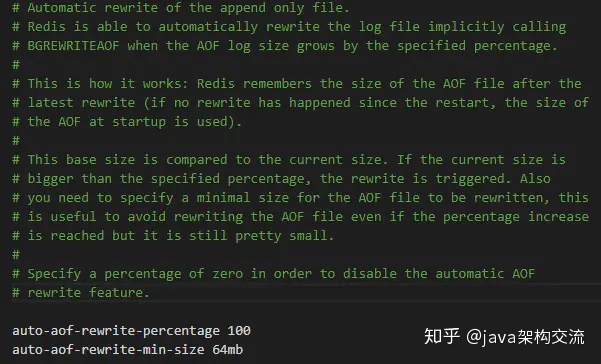 # Automatic rewrite of the append only file.
# Redis is able to automatically rewrite the log file implicitly calling
# BGREWRITEAOF when the AOF log size grows by the specified percentage.
#
# This is how it works: Redis remembers the size of the AOF file after the
# latest rewrite (if no rewrite has happened since the restart, the size of
# the AOF at startup is used).
#
# This base size is compared to the current size. If the current size is
# bigger than the specified percentage, the rewrite is triggered. Also
# you need to specify a minimal size for the AOF file to be rewritten, this
# is useful to avoid rewriting the AOF file even if the percentage increase
# is reached but it is still pretty small.
#
# Specify a percentage of zero in order to disable the automatic AOF
# rewrite feature.
auto-aof-rewrite-percentage 100
auto-aof-rewrite-min-size 64mb
知乎 @java架构交流